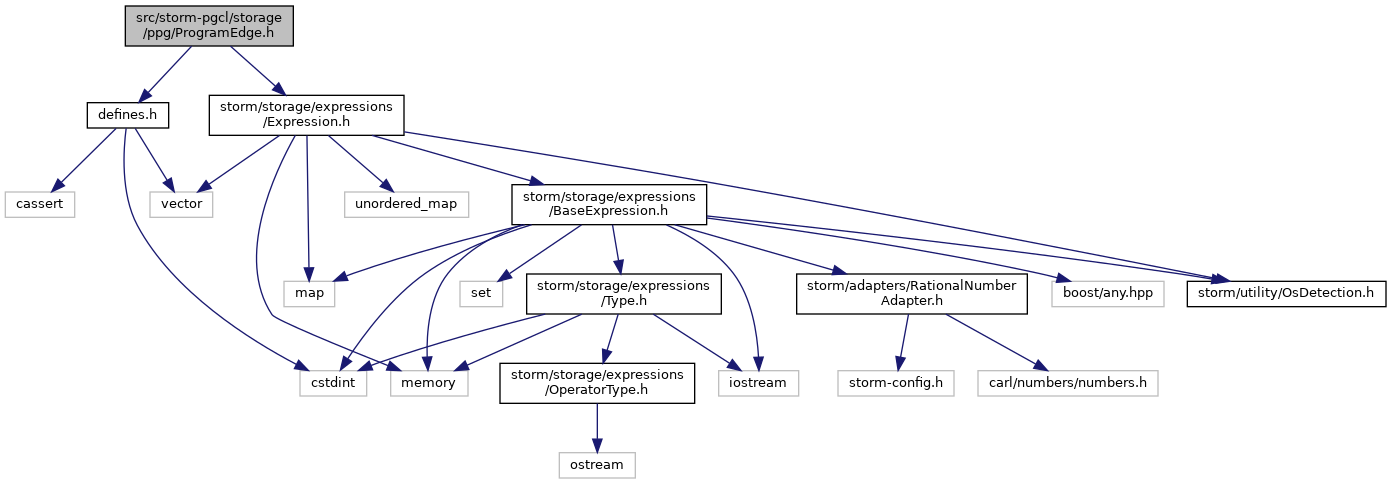 src/storm-pgcl/storage
/ppg/ProgramEdge.h
defines.h
storm/storage/expressions
/Expression.h
cassert
vector
unordered_map
storm/storage/expressions
/BaseExpression.h
map
set
storm/storage/expressions
/Type.h
storm/adapters/RationalNumber
Adapter.h
boost/any.hpp
storm/utility/OsDetection.h
cstdint
memory
storm/storage/expressions
/OperatorType.h
iostream
storm-config.h
carl/numbers/numbers.h
ostream